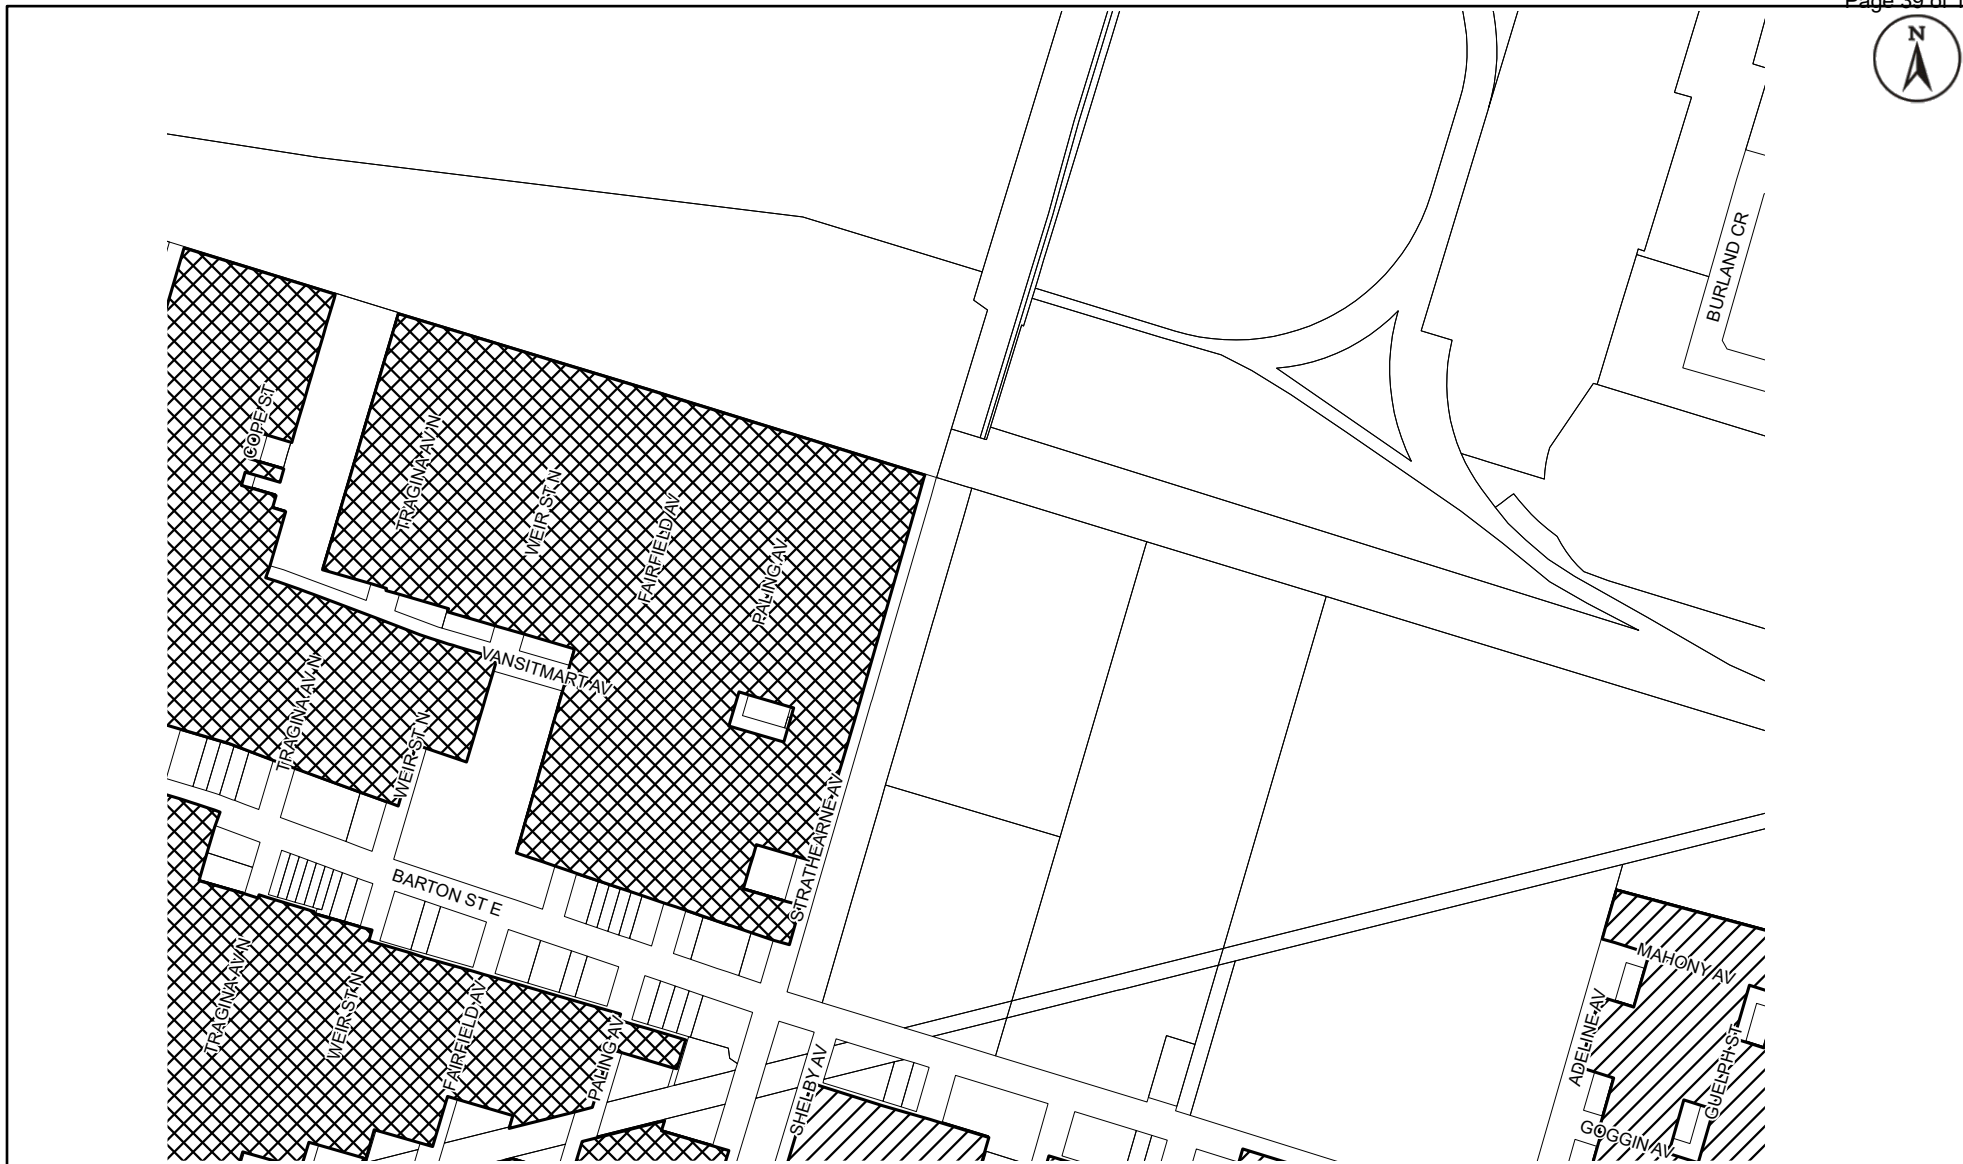 Page 39 of 1
N
BURLAND CR
COPE ST
TRAGINA AV N
WEIR ST N
FAIRFIELD AV
PALING AV
VANSITMART AV
TRAGINA AV N
WEIR ST N
STRATHEARNE AV
BARTON ST E
MAHONY AV
TRAGINA AV N
WEIR ST N
FAIRFIELD AV
PALING AV
SHELBY AV
ADELINE AV
GUELPH ST
GOGGIN AV